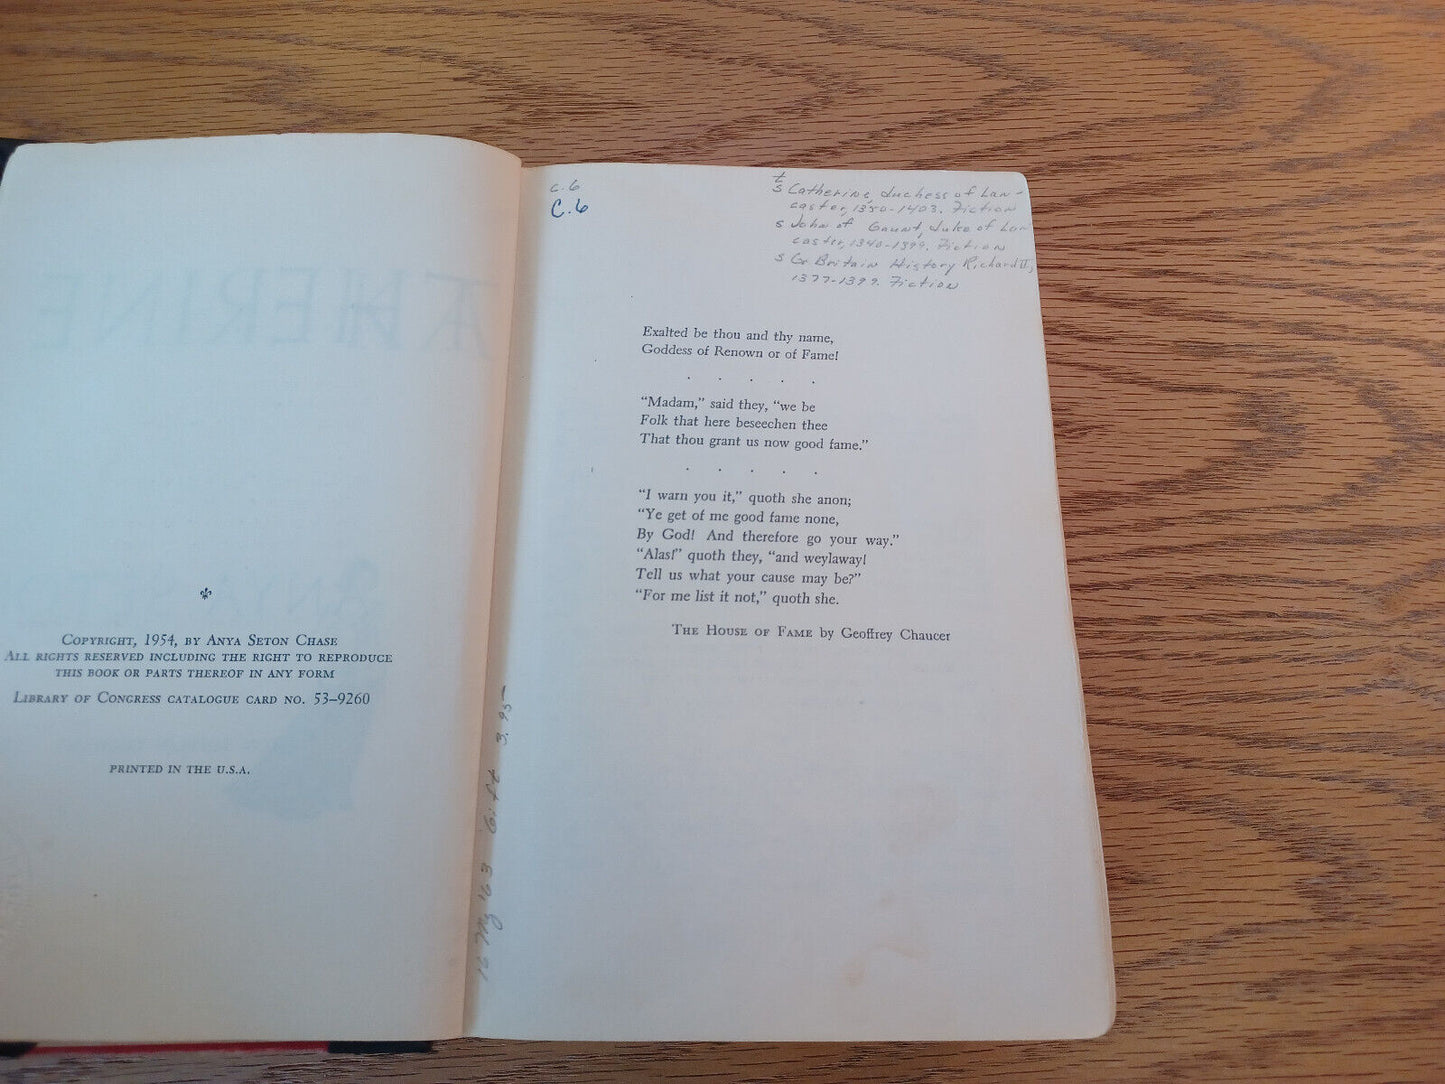 ATHERINE
ANYA SE
COPYRIGHT, 1954, BY ANYA SETON CHASE
ALL RIGHTS RESERVED INCLUDING THE RIGHT TO REPRODUCE
THIS BOOK OR PARTS THEREOF IN ANY FORM
LIBRARY OF CONGRESS CATALOGUE CARD NO. 53–9260
PRINTED IN THE U.S.A.
c.6
C.6
t
s Catherine, duchess of Lan-
caster, 1350-1403. Fiction
s John of Gaunt, duke of Lan
caster, 1340-1399. Fiction
s Gr Britain History Richard II,
1377-1399. Fiction
Exalted be thou and thy name,
Goddess of Renown or of Fame!
. . . . .
“Madam,” said they, “we be
Folk that here beseechen thee
That thou grant us now good fame.”
. . . . .
“I warn you it,” quoth she anon;
“Ye get of me good fame none,
By God! And therefore go your way.”
“Alas!” quoth they, “and weylaway!
Tell us what your cause may be?”
“For me list it not,” quoth she.
THE HOUSE OF FAME by Geoffrey Chaucer
16 My 163 Gift 3.95